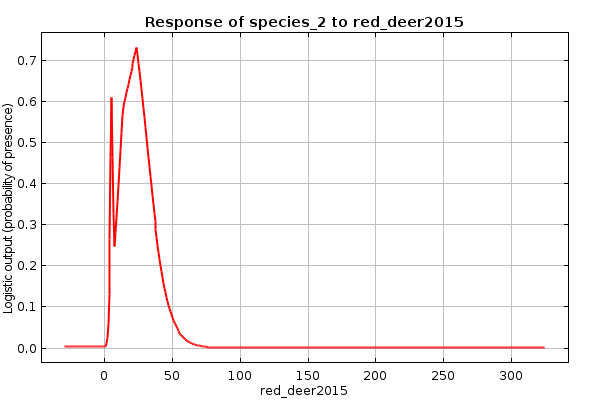 Response of species_2 to red_deer2015
Logistic output (probability of presence)
0.7
0.6
0.5
0.4
0.3
0.2
0.1
0.0
0 50 100 150 200 250 300
red_deer2015